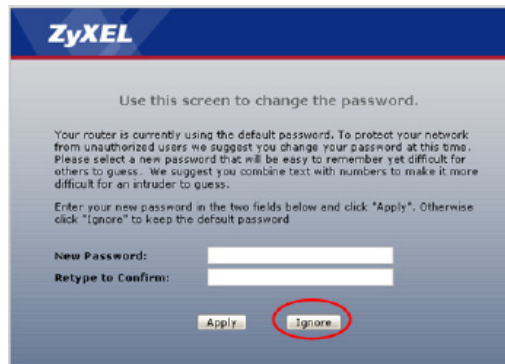 ZyXEL
Use this screen to change the password.
Your router is currently using the default password. To protect your network
from unauthorized users we suggest you change your password at this time.
Please select a new password that will be easy to remember yet difficult for
others to guess. We suggest you combine text with numbers to make it more
difficult for an intruder to guess.
Enter your new password in the two fields below and click "Apply". Otherwise
click "Ignore" to keep the default password
New Password:
Retype to Confirm:
Apply Ignore